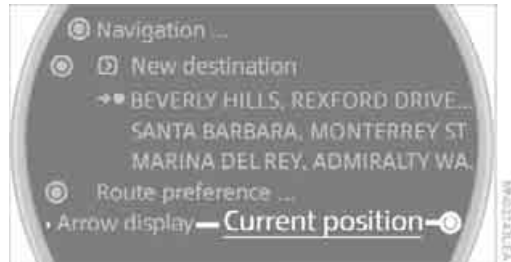 Navigation ...
New destination
BEVERLY HILLS, REXFORD DRIVE...
SANTA BARBARA, MONTERREY ST
MARINA DEL REY, ADMIRALTY WA.
Route preference ...
Arrow display Current position